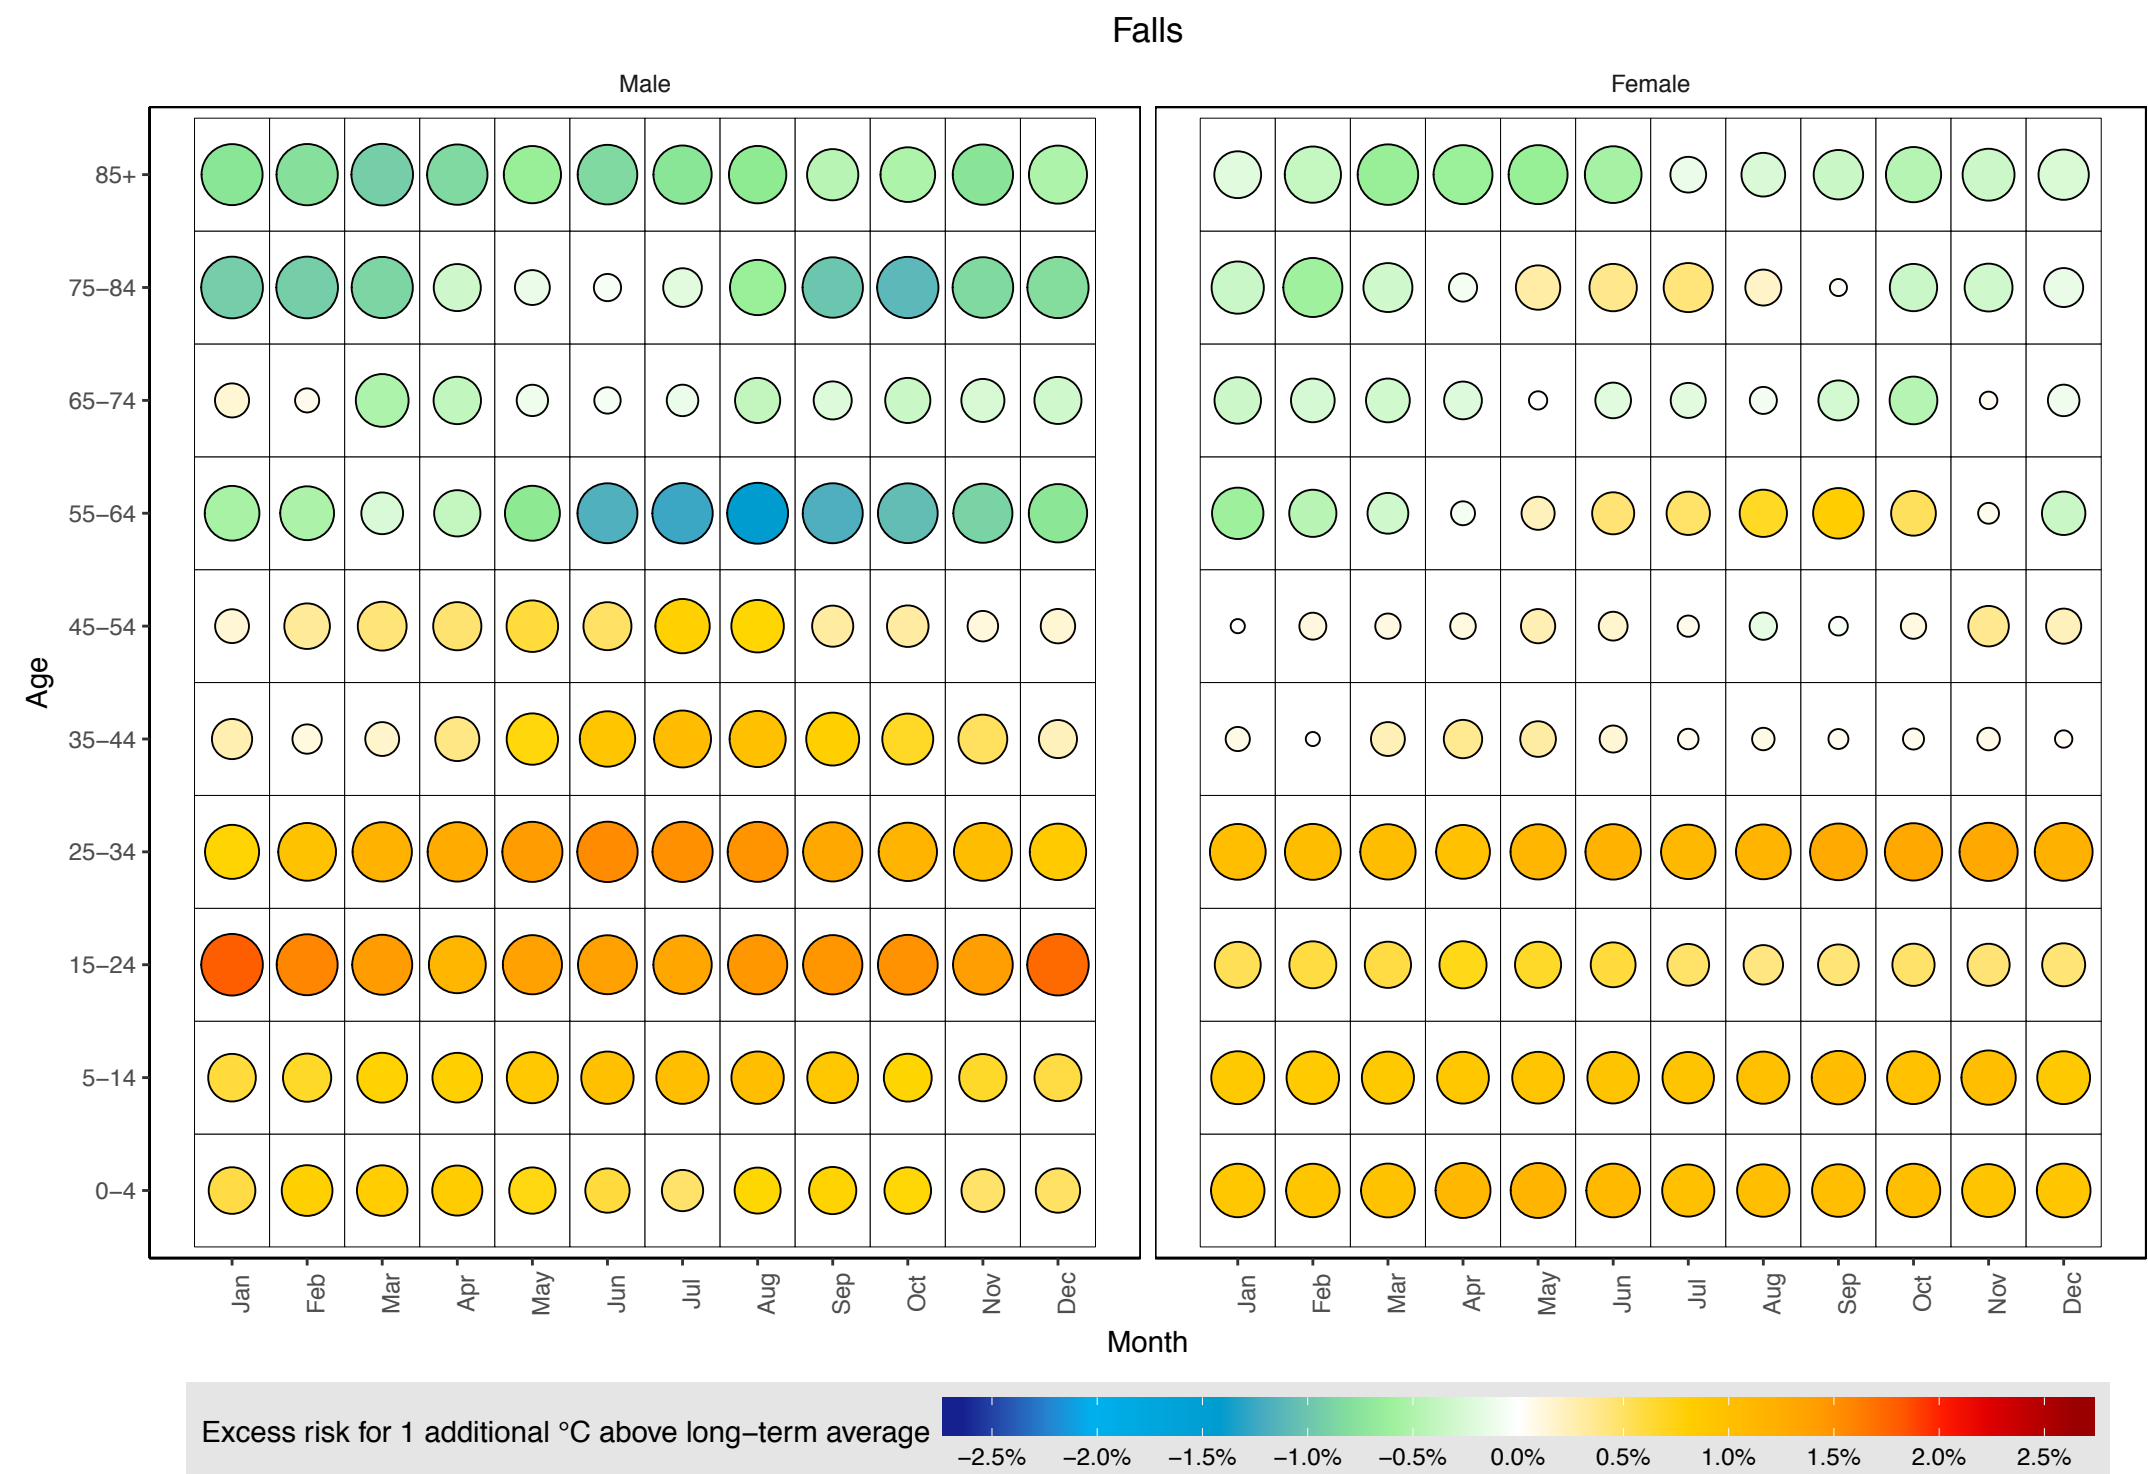 Falls
Male Female
85+
75−84
65−74
55−64
45−54
35−44
25−34
15−24
5−14
0−4
Age
Jan Feb Mar Apr May Jun Jul Aug Sep Oct Nov Dec Jan Feb Mar Apr May Jun Jul Aug Sep Oct Nov Dec
Month
Excess risk for 1 additional °C above long−term average
−2.5% −2.0% −1.5% −1.0% −0.5% 0.0% 0.5% 1.0% 1.5% 2.0% 2.5%